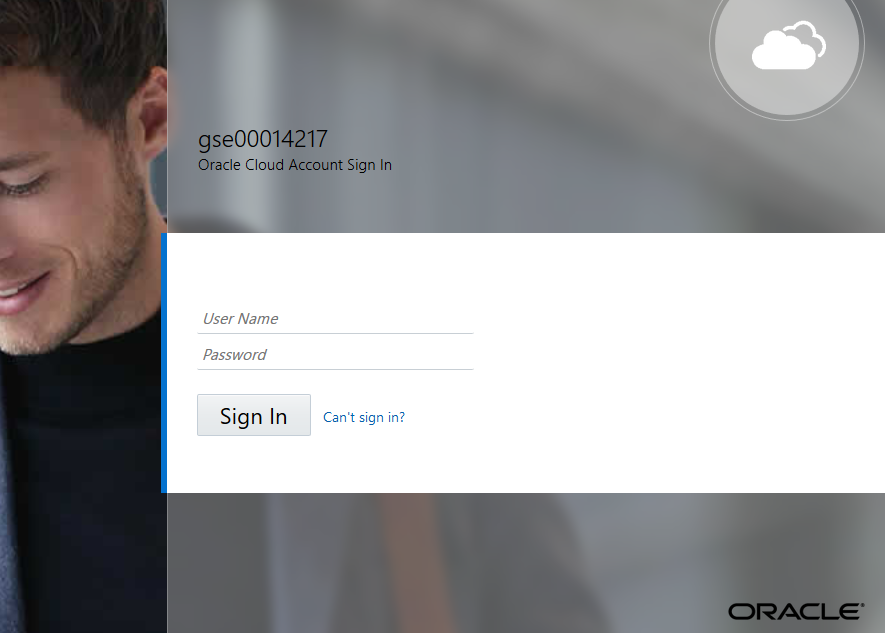 gse00014217
Oracle Cloud Account Sign In
User Name
Password
Sign In
Can't sign in?
ORACLE®